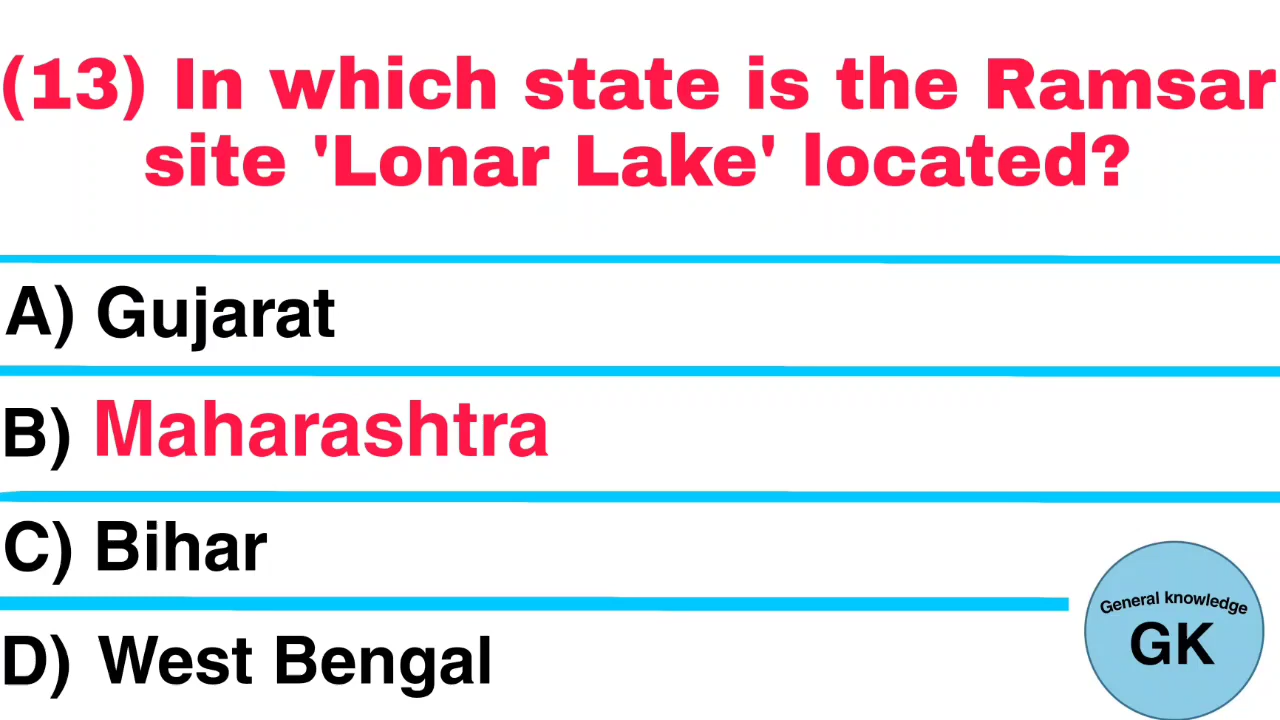 (13) In which state is the Ramsar
site 'Lonar Lake' located?
A) Gujarat
B) Maharashtra
C) Bihar
D) West Bengal
General knowledge
GK